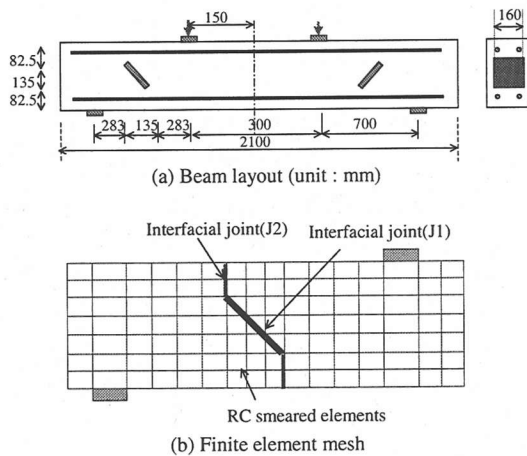 150
160
82.5
135
82.5
283 135 283 300 700
2100
(a) Beam layout (unit : mm)
Interfacial joint(J2) Interfacial joint(J1)
RC smeared elements
(b) Finite element mesh